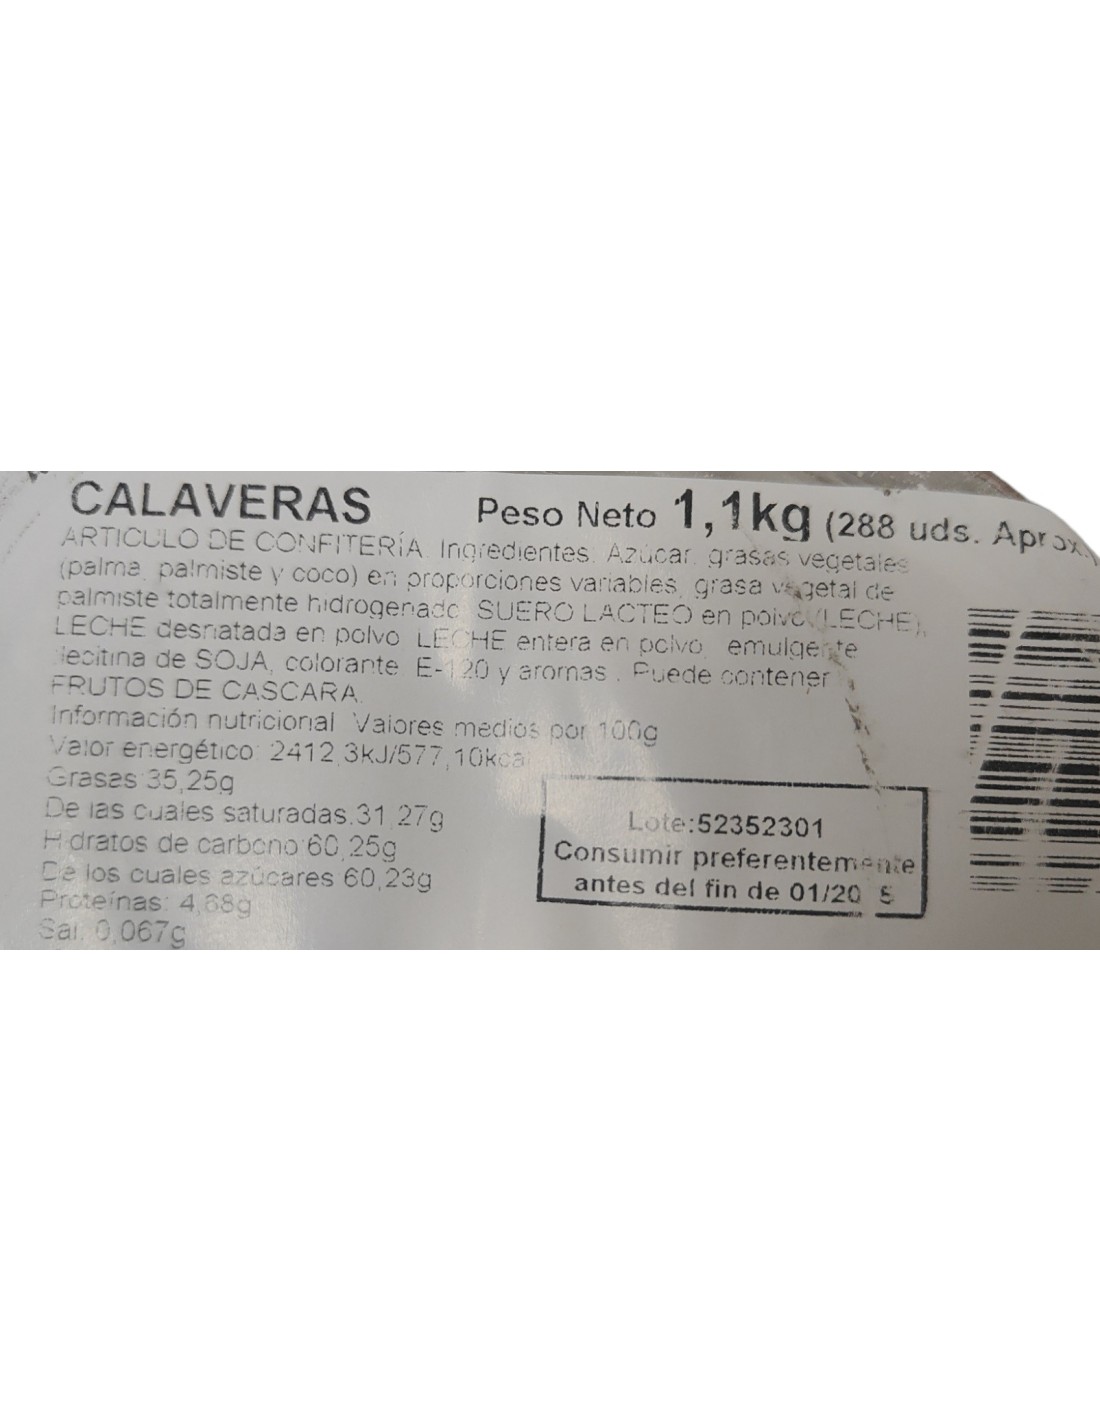 CALAVERAS Peso Neto 1,1kg (288 uds. Aprox.
ARTICULO DE CONFITERÍA. Ingredientes: Azúcar, grasas vegetales
(palma, palmiste y coco) en proporciones variables, grasa vegetal de
palmiste totalmente hidrogenado, SUERO LACTEO en polvo (LECHE),
LECHE desnatada en polvo, LECHE entera en polvo, emulgente
lecitina de SOJA, colorante E-120 y aromas. Puede contener
FRUTOS DE CASCARA.
Información nutricional Valores medios por 100g
Valor energético: 2412,3kJ/577,10kcal
Grasas:35,25g
De las cuales saturadas:31,27g
Hidratos de carbono:60,25g
De los cuales azúcares 60,23g
Proteínas: 4,68g
Sal: 0,067g
Lote:52352301
Consumir preferentemente
antes del fin de 01/20